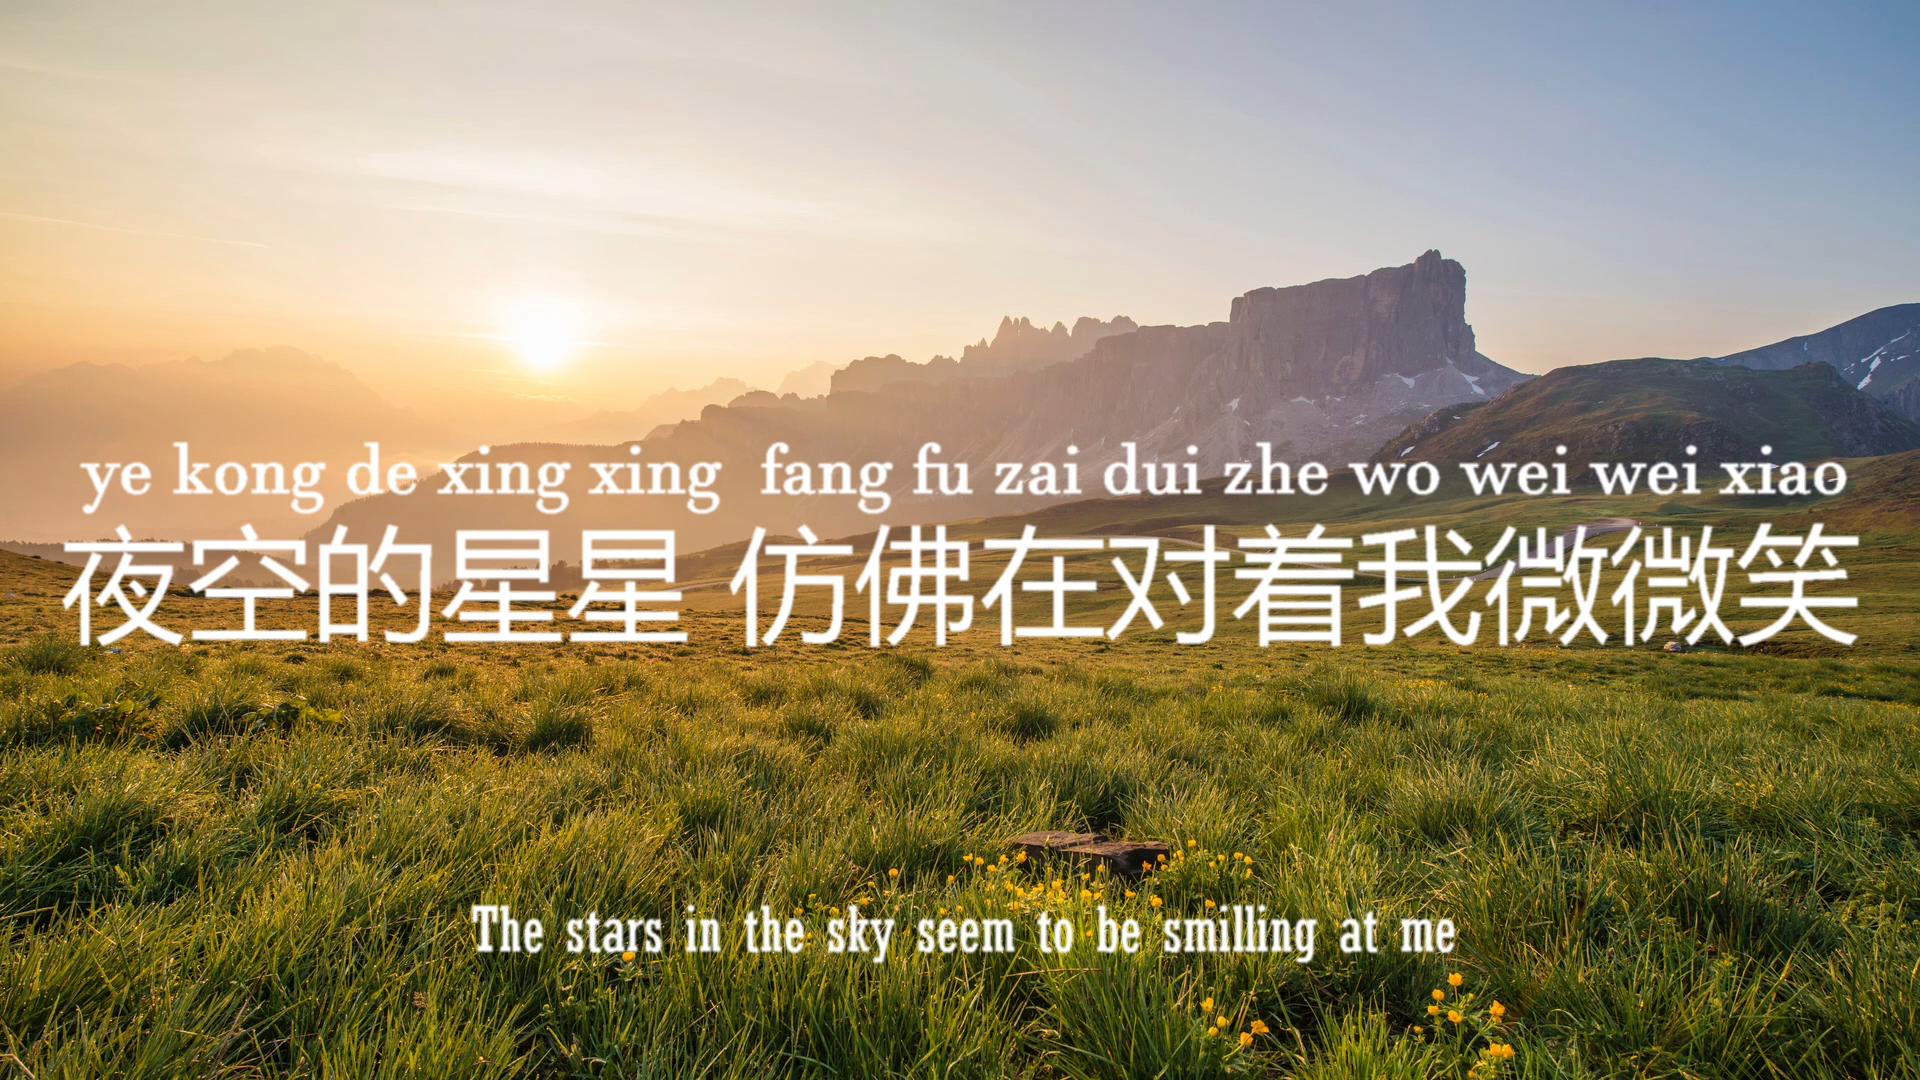 ye kong de xing xing fang fu zai dui zhe wo wei wei xiao
夜空的星星 仿佛在对着我微微笑
The stars in the sky seem to be smiling at me